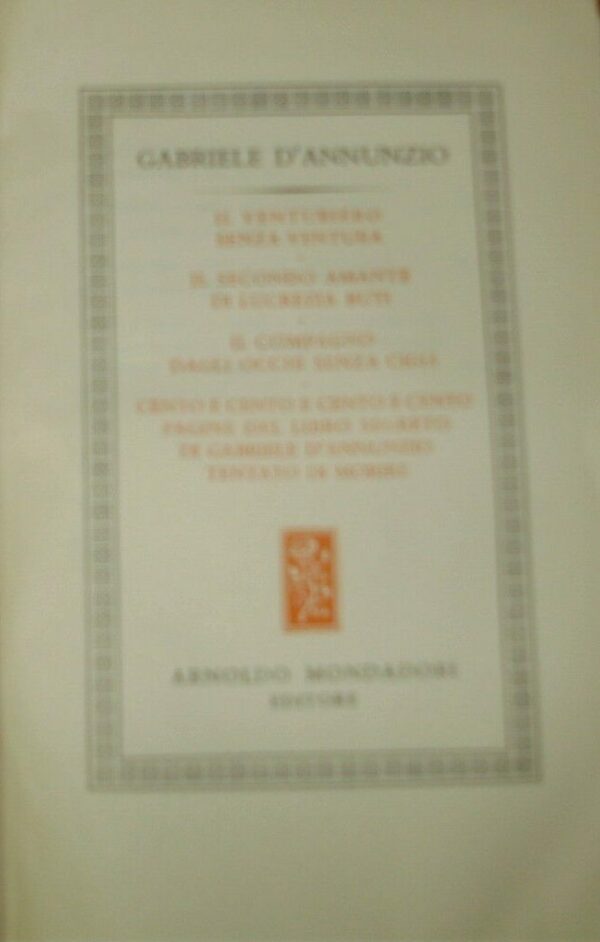 GABRIELE D'ANNUNZIO
IL VENTURIERO
SENZA VENTURA
IL SECONDO AMANTE
DI LUCREZIA BUTI
IL COMPAGNO
DAGLI OCCHI SENZA CIGLI
CENTO E CENTO E CENTO E CENTO
PAGINE DEL LIBRO SEGRETO
DI GABRIELE D'ANNUNZIO
TENTATO DI MORIRE
ARNOLDO MONDADORI
EDITORE